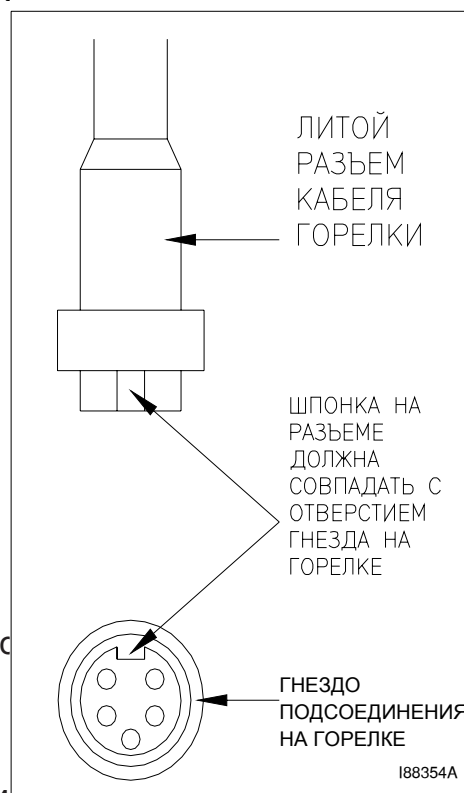 ЛИТОЙ
РАЗЪЕМ
КАБЕЛЯ
ГОРЕЛКИ
ШПОНКА НА
РАЗЪЕМЕ
ДОЛЖНА
СОВПАДАТЬ С
ОТВЕРСТИЕМ
ГНЕЗДА НА
ГОРЕЛКЕ
ГНЕЗДО
ПОДСОЕДИНЕНИЯ
НА ГОРЕЛКЕ
I88354A